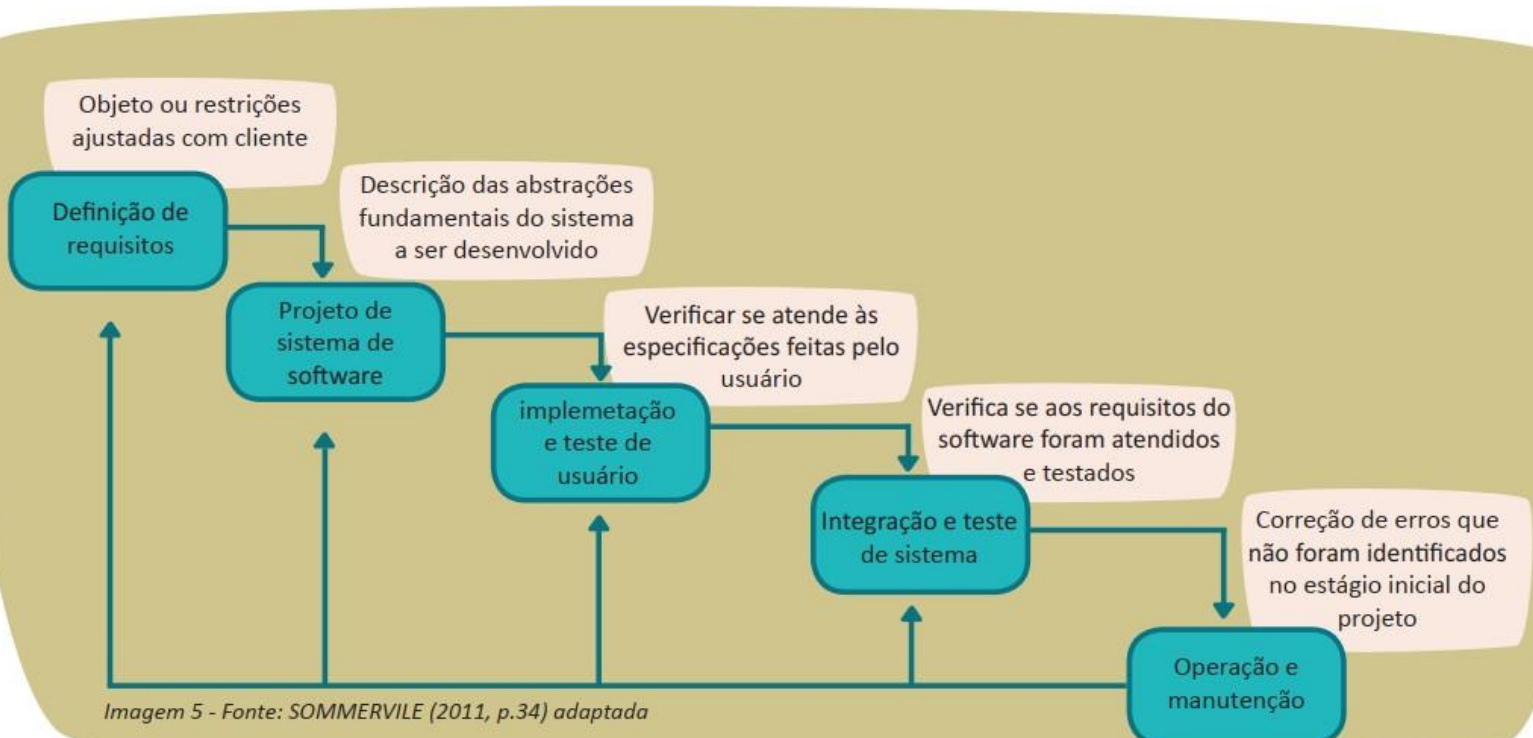 Objeto ou restrições
ajustadas com cliente
Definição de
requisitos
Descrição das abstrações
fundamentais do sistema
a ser desenvolvido
Projeto de
sistema de
software
Verificar se atende às
especificações feitas pelo
usuário
implemetação
e teste de
usuário
Verifica se aos requisitos do
software foram atendidos
e testados
Integração e teste
de sistema
Correção de erros que
não foram identificados
no estágio inicial do
projeto
Operação e
manutenção
Imagem 5 - Fonte: SOMMERVILE (2011, p.34) adaptada